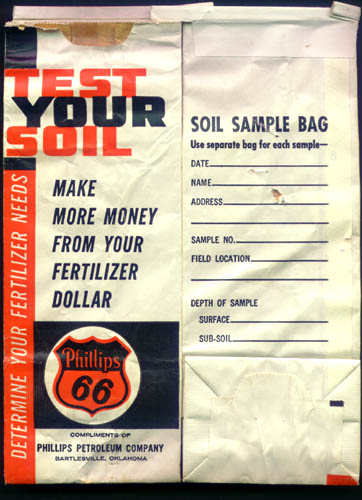 TEST
YOUR
SOIL
DETERMINE YOUR FERTILIZER NEEDS
MAKE
MORE MONEY
FROM YOUR
FERTILIZER
DOLLAR
Phillips
66
COMPLIMENTS OF
PHILLIPS PETROLEUM COMPANY
BARTLESVILLE, OKLAHOMA
SOIL SAMPLE BAG
Use separate bag for each sample—
DATE
NAME
ADDRESS
SAMPLE NO.
FIELD LOCATION
DEPTH OF SAMPLE
SURFACE
SUB-SOIL